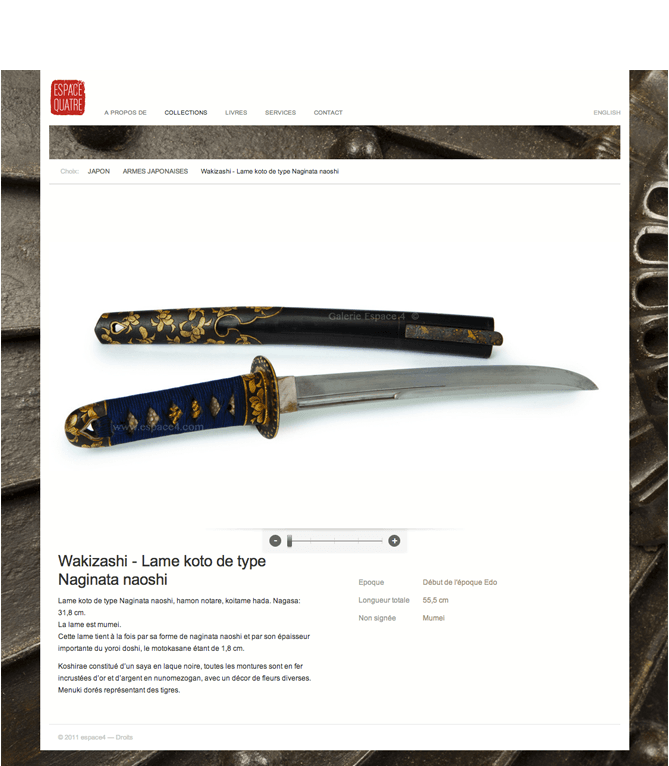 ESPACE
QUATRE
A PROPOS DE COLLECTIONS LIVRES SERVICES CONTACT ENGLISH
Choix: JAPON ARMES JAPONAISES Wakizashi - Lame koto de type Naginata naoshi
Galerie Espace4 ©
www.espace4.com
- +
Wakizashi - Lame koto de type
Naginata naoshi
Lame koto de type Naginata naoshi, hamon notare, koitame hada. Nagasa:
31,8 cm.
La lame est mumei.
Cette lame tient à la fois par sa forme de naginata naoshi et par son épaisseur
importante du yoroi doshi, le motokasane étant de 1,8 cm.
Koshirae constitué d'un saya en laque noire, toutes les montures sont en fer
incrustées d'or et d'argent en nunomezogan, avec un décor de fleurs diverses.
Menuki dorés représentant des tigres.
Epoque Début de l'époque Edo
Longueur totale 55,5 cm
Non signée Mumei
© 2011 espace4 — Droits